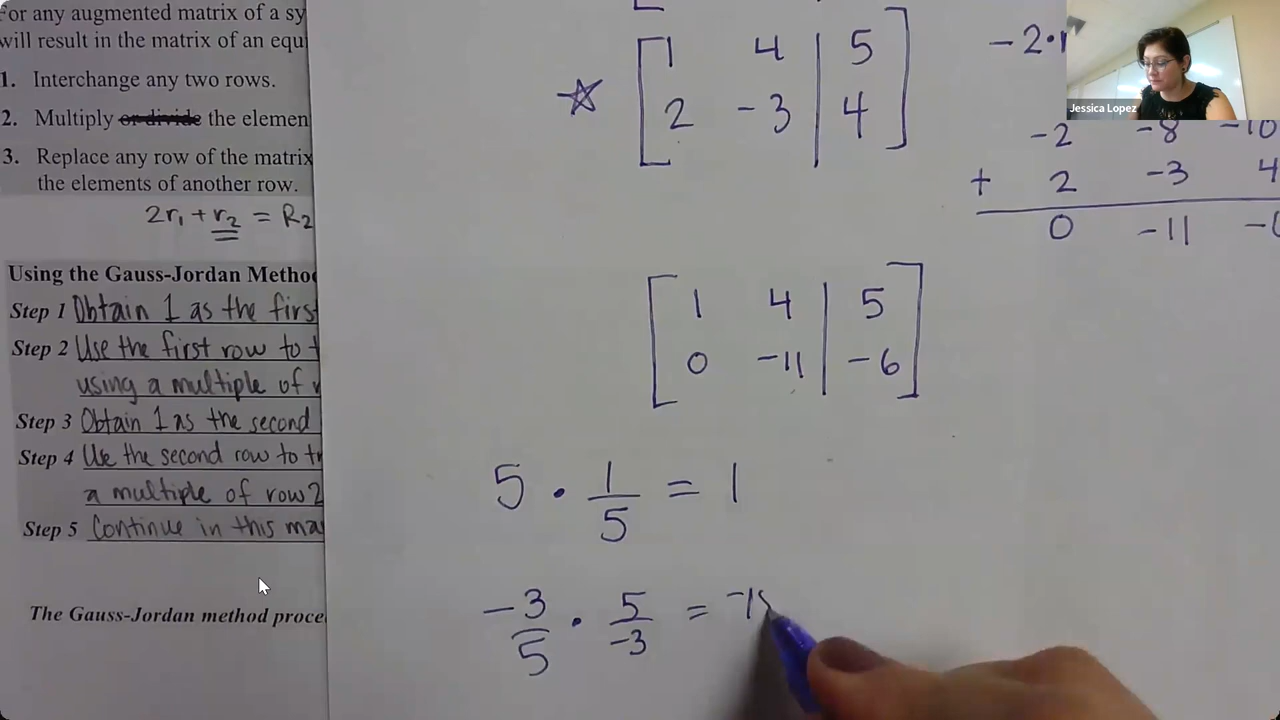 For any augmented matrix of a sy
will result in the matrix of an equ
1. Interchange any two rows.
2. Multiply or divide the elemen
3. Replace any row of the matrix
the elements of another row.
2r₁ + r₂ = R₂
Using the Gauss-Jordan Metho
Step 1 Obtain 1 as the first
Step 2 Use the first row to
using a multiple of
Step 3 Obtain 1 as the second
Step 4 Use the second row to
a multiple of row 2
Step 5 Continue in this
The Gauss-Jordan method proce
1 4 | 5
☆ 2 -3 | 4
-2·
-2 -8 -10
+ 2 -3 4
0 -11
1 4 | 5
0 -11 | -6
5 · 1/5 = 1
-3/5 · 5/-3 = -1
Jessica Lopez